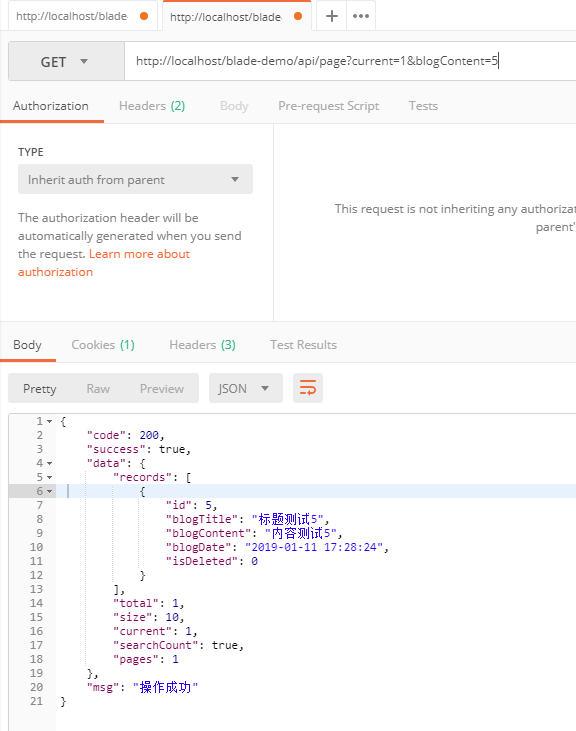 http://localhost/blade
http://localhost/blade
GET
http://localhost/blade-demo/api/page?current=1&blogContent=5
Authorization
Headers (2)
Body
Pre-request Script
Tests
TYPE
Inherit auth from parent
The authorization header will be
automatically generated when you send
the request. Learn more about
authorization
This request is not inheriting any authoriza
parent'
Body
Cookies (1)
Headers (3)
Test Results
Pretty
Raw
Preview
JSON
1 {
2 "code": 200,
3 "success": true,
4 "data": {
5 "records": [
6 {
7 "id": 5,
8 "blogTitle": "标题测试5",
9 "blogContent": "内容测试5",
10 "blogDate": "2019-01-11 17:28:24",
11 "isDeleted": 0
12 }
13 ],
14 "total": 1,
15 "size": 10,
16 "current": 1,
17 "searchCount": true,
18 "pages": 1
19 },
20 "msg": "操作成功"
21 }